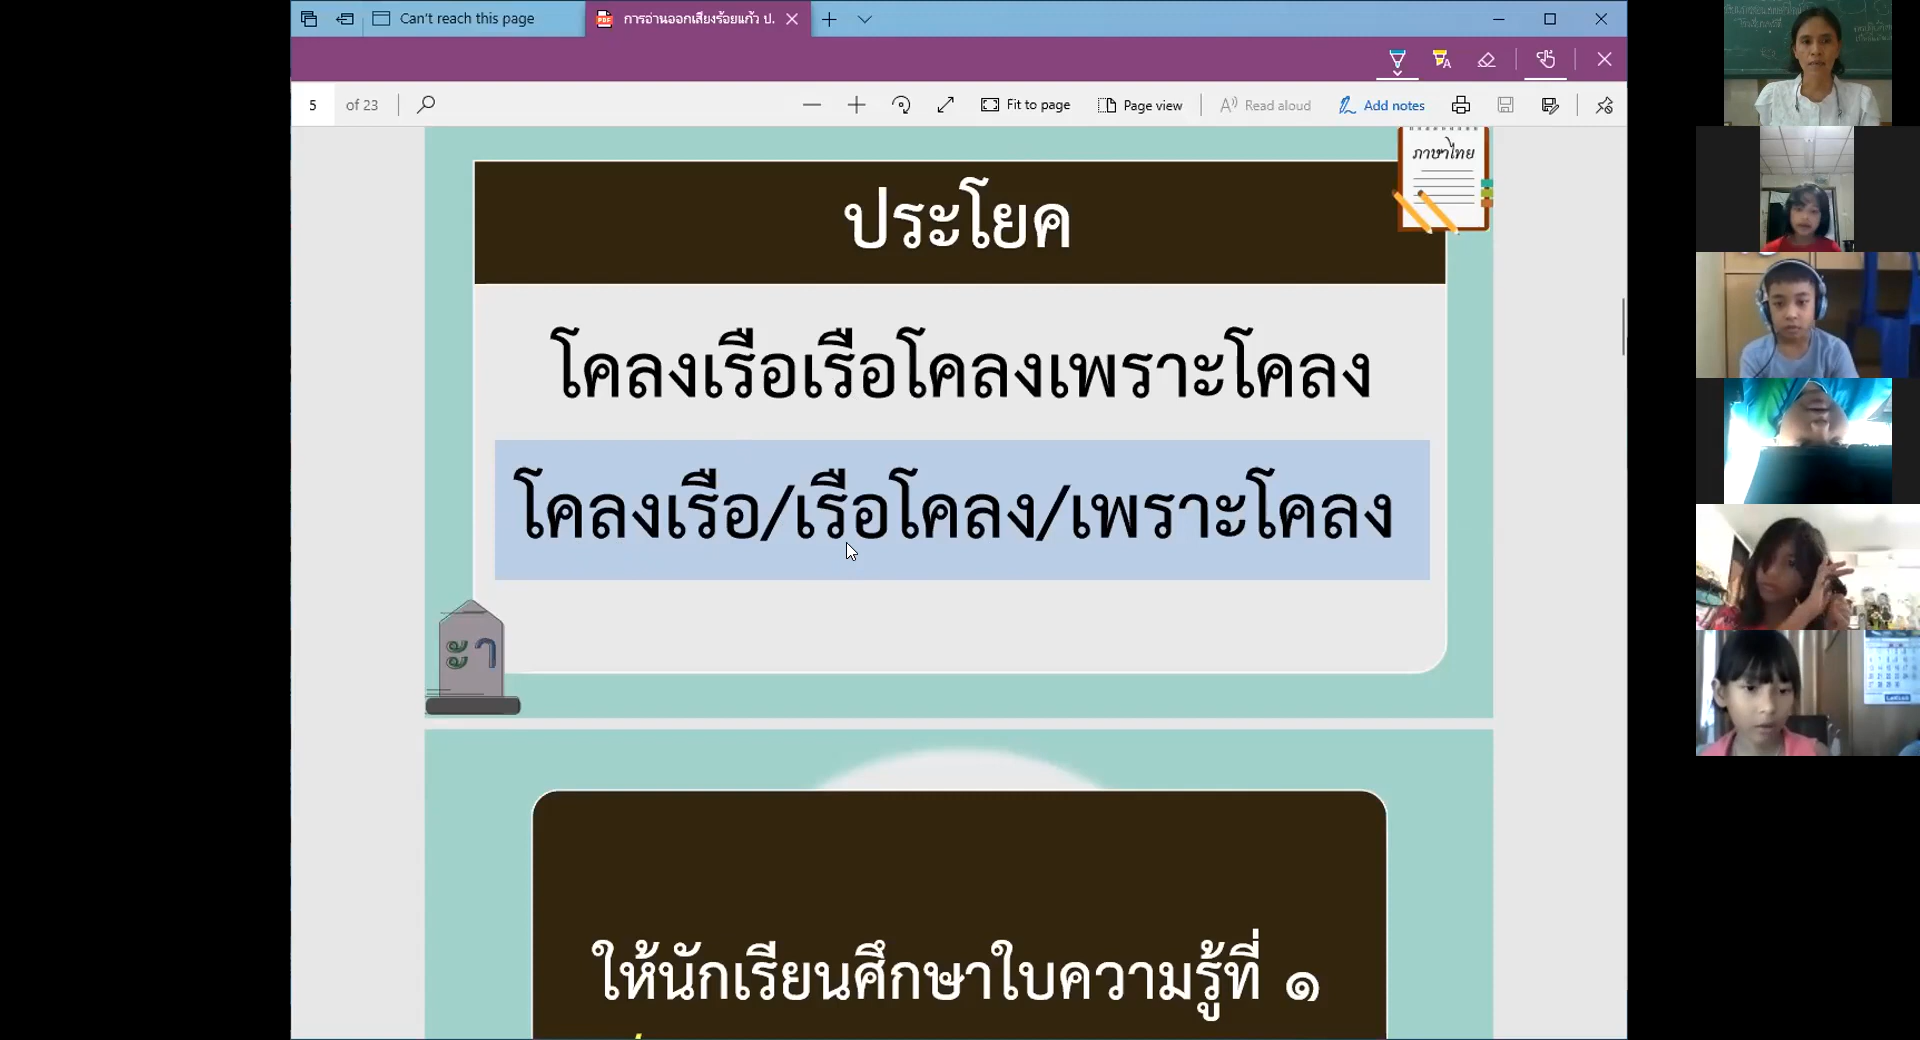 Can't reach this page
การอ่านออกเสียงร้อยแก้ว ป.
5 of 23
Fit to page
Page view
Read aloud
Add notes
ภาษาไทย
ประโยค
โคลงเรือเรือโคลงเพราะโคลง
โคลงเรือ/เรือโคลง/เพราะโคลง
ะ า
ให้นักเรียนศึกษาใบความรู้ที่ ๑